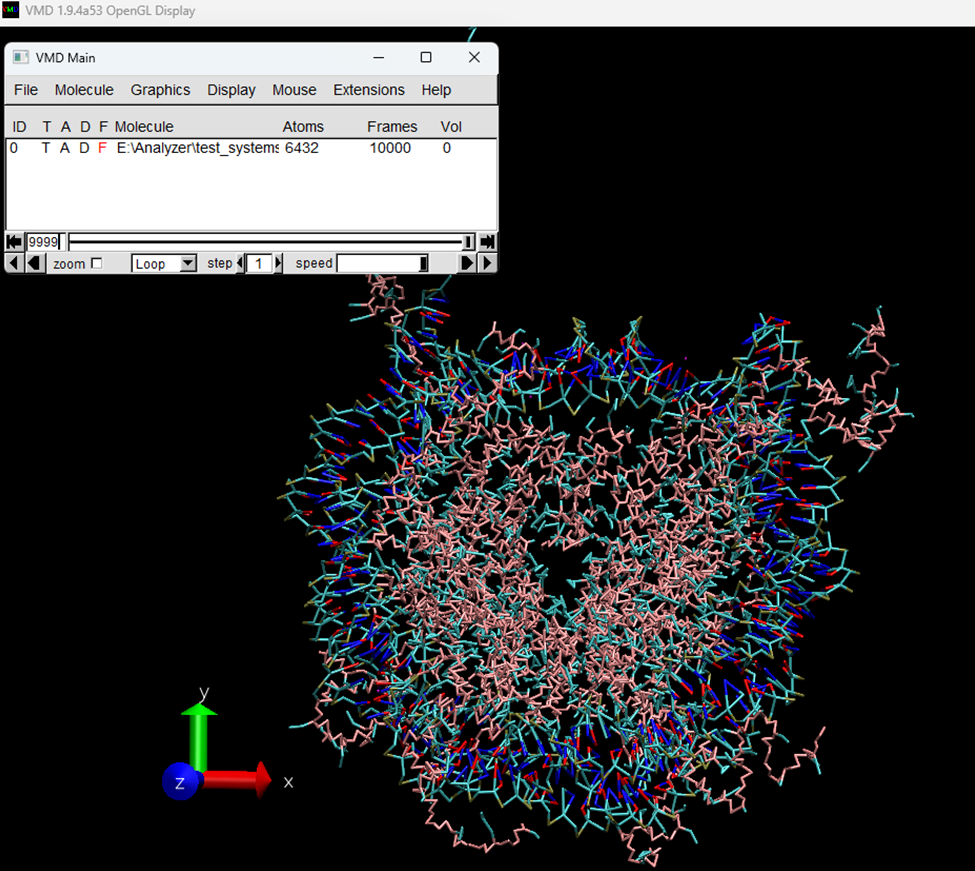 VMD 1.9.4a53 OpenGL Display
VMD Main
File Molecule Graphics Display Mouse Extensions Help
ID T A D F Molecule Atoms Frames Vol
0 T A D F E:\Analyzer\test_systems 6432 10000 0
9999
zoom Loop step 1 speed
y
Z x